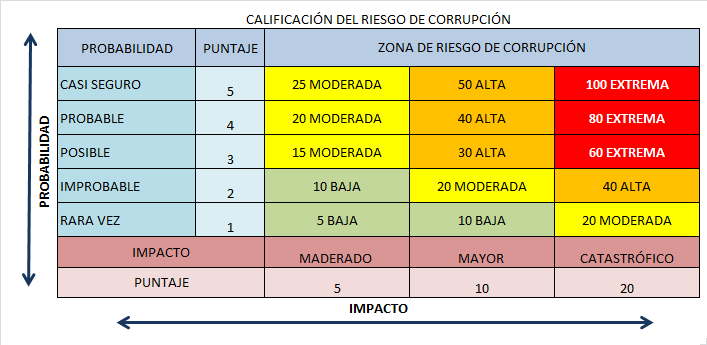 CALIFICACIÓN DEL RIESGO DE CORRUPCIÓN
PROBABILIDAD PUNTAJE ZONA DE RIESGO DE CORRUPCIÓN
CASI SEGURO 5 25 MODERADA 50 ALTA 100 EXTREMA
PROBABLE 4 20 MODERADA 40 ALTA 80 EXTREMA
POSIBLE 3 15 MODERADA 30 ALTA 60 EXTREMA
IMPROBABLE 2 10 BAJA 20 MODERADA 40 ALTA
RARA VEZ 1 5 BAJA 10 BAJA 20 MODERADA
IMPACTO MADERADO MAYOR CATASTRÓFICO
PUNTAJE 5 10 20
PROBABILIDAD
IMPACTO